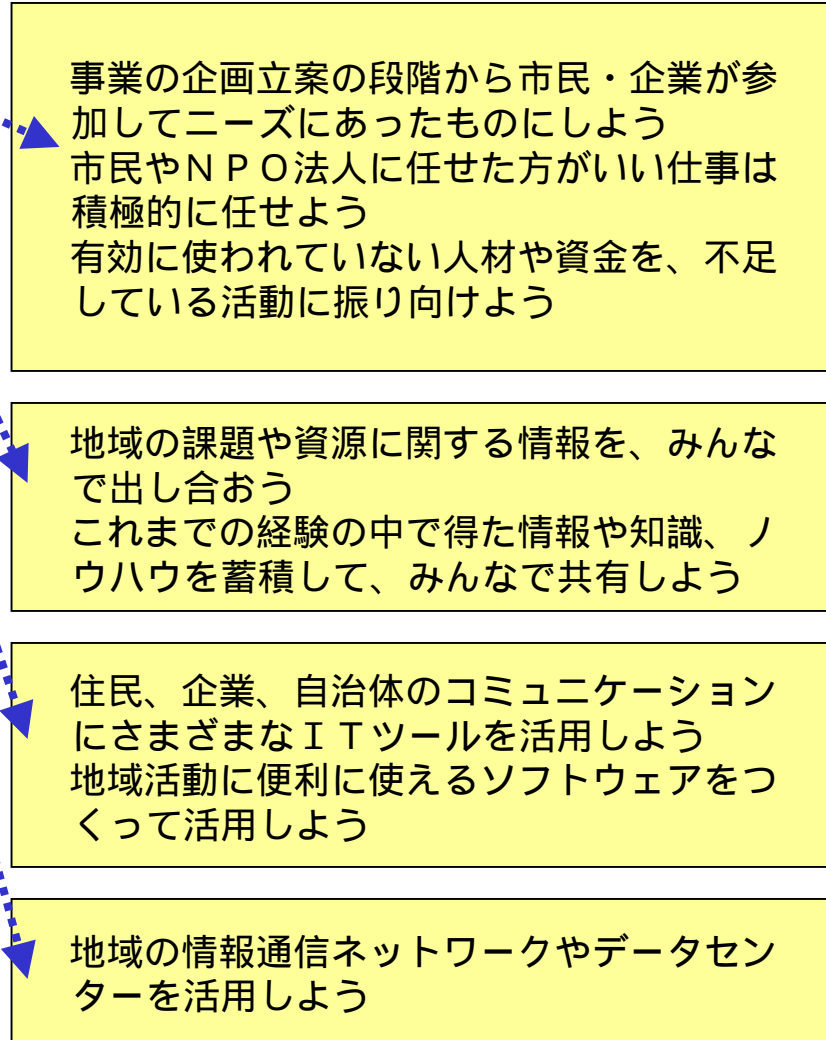 事業の企画立案の段階から市民・企業が参
加してニーズにあったものにしよう
市民やＮＰＯ法人に任せた方がいい仕事は
積極的に任せよう
有効に使われていない人材や資金を、不足
している活動に振り向けよう
地域の課題や資源に関する情報を、みんな
で出し合おう
これまでの経験の中で得た情報や知識、ノ
ウハウを蓄積して、みんなで共有しよう
住民、企業、自治体のコミュニケーション
にさまざまなＩＴツールを活用しよう
地域活動に便利に使えるソフトウェアをつ
くって活用しよう
地域の情報通信ネットワークやデータセン
ターを活用しよう